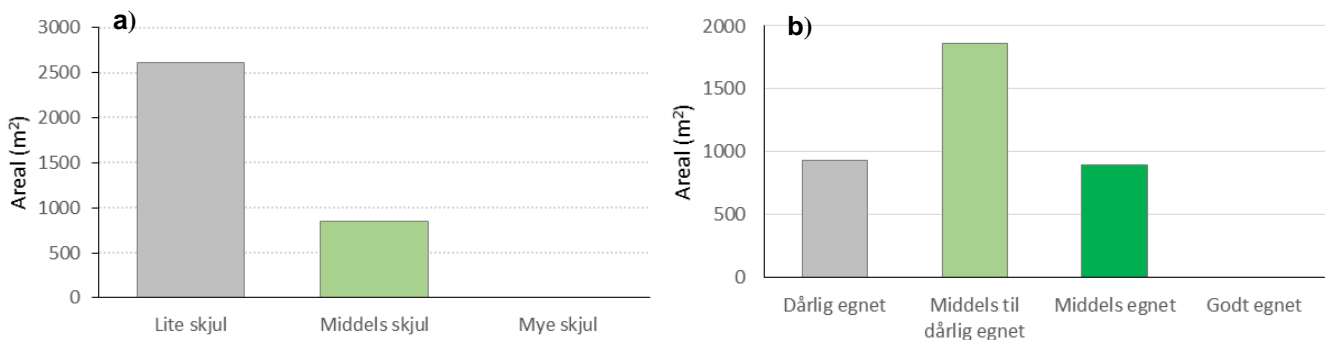 a)
3000
2500
2000
1500
1000
500
0
Areal (m²)
Lite skjul
Middels skjul
Mye skjul
b)
2000
1500
1000
500
0
Areal (m²)
Dårlig egnet
Middels til
dårlig egnet
Middels egnet
Godt egnet